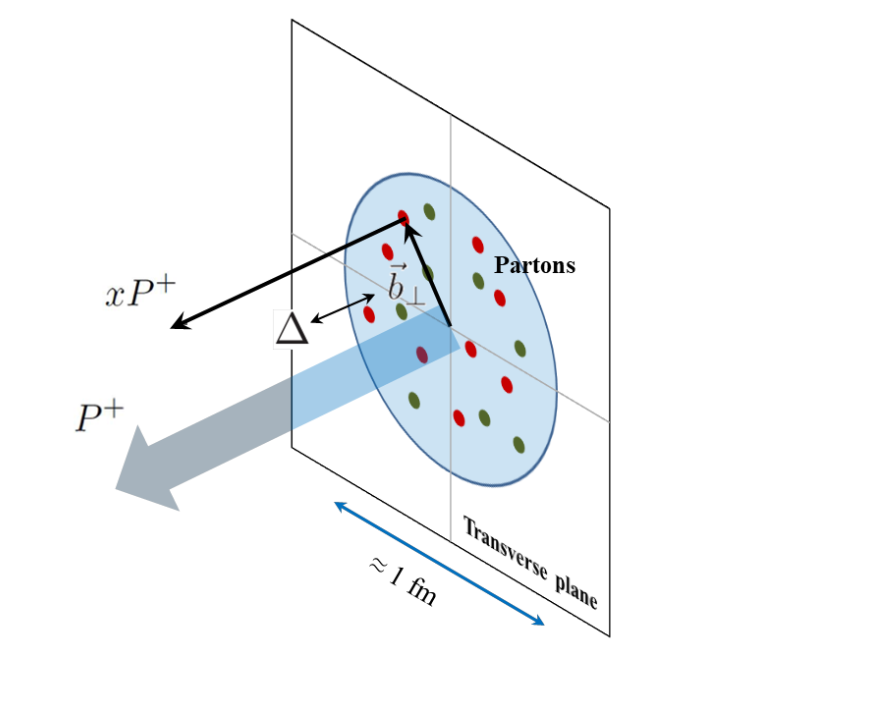 Partons
xP⁺
b⃗⊥
Δ
P⁺
Transverse plane
≈ 1 fm